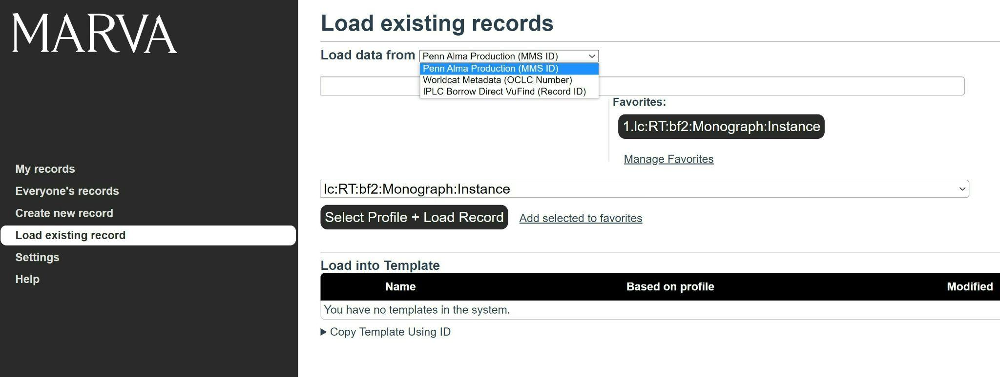 MARVA
My records
Everyone's records
Create new record
Load existing record
Settings
Help
Load existing records
Load data from Penn Alma Production (MMS ID)
Penn Alma Production (MMS ID)
Worldcat Metadata (OCLC Number)
IPLC Borrow Direct VuFind (Record ID)
Favorites:
1.lc:RT:bf2:Monograph:Instance
Manage Favorites
lc:RT:bf2:Monograph:Instance
Select Profile + Load Record Add selected to favorites
Load into Template
Name Based on profile Modified
You have no templates in the system.
Copy Template Using ID